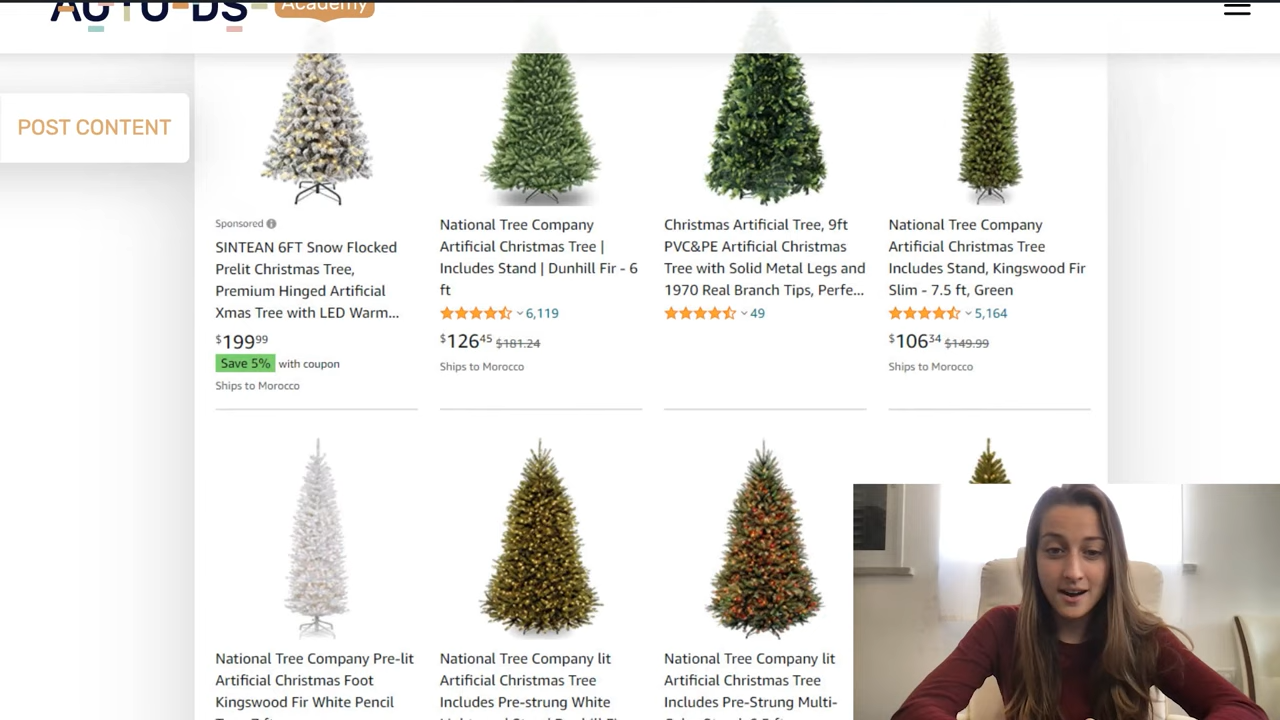 AUTO-DS
Academy
POST CONTENT
Sponsored
SINTEAN 6FT Snow Flocked
Prelit Christmas Tree,
Premium Hinged Artificial
Xmas Tree with LED Warm...
$199⁹⁹
Save 5% with coupon
Ships to Morocco
National Tree Company
Artificial Christmas Tree |
Includes Stand | Dunhill Fir - 6
ft
6,119
$126⁴⁵ $181.24
Ships to Morocco
Christmas Artificial Tree, 9ft
PVC&PE Artificial Christmas
Tree with Solid Metal Legs and
1970 Real Branch Tips, Perfe...
49
National Tree Company
Artificial Christmas Tree
Includes Stand, Kingswood Fir
Slim - 7.5 ft, Green
5,164
$106³⁴ $149.99
Ships to Morocco
National Tree Company Pre-lit
Artificial Christmas Foot
Kingswood Fir White Pencil
National Tree Company lit
Artificial Christmas Tree
Includes Pre-strung White
National Tree Company lit
Artificial Christmas Tree
Includes Pre-Strung Multi-